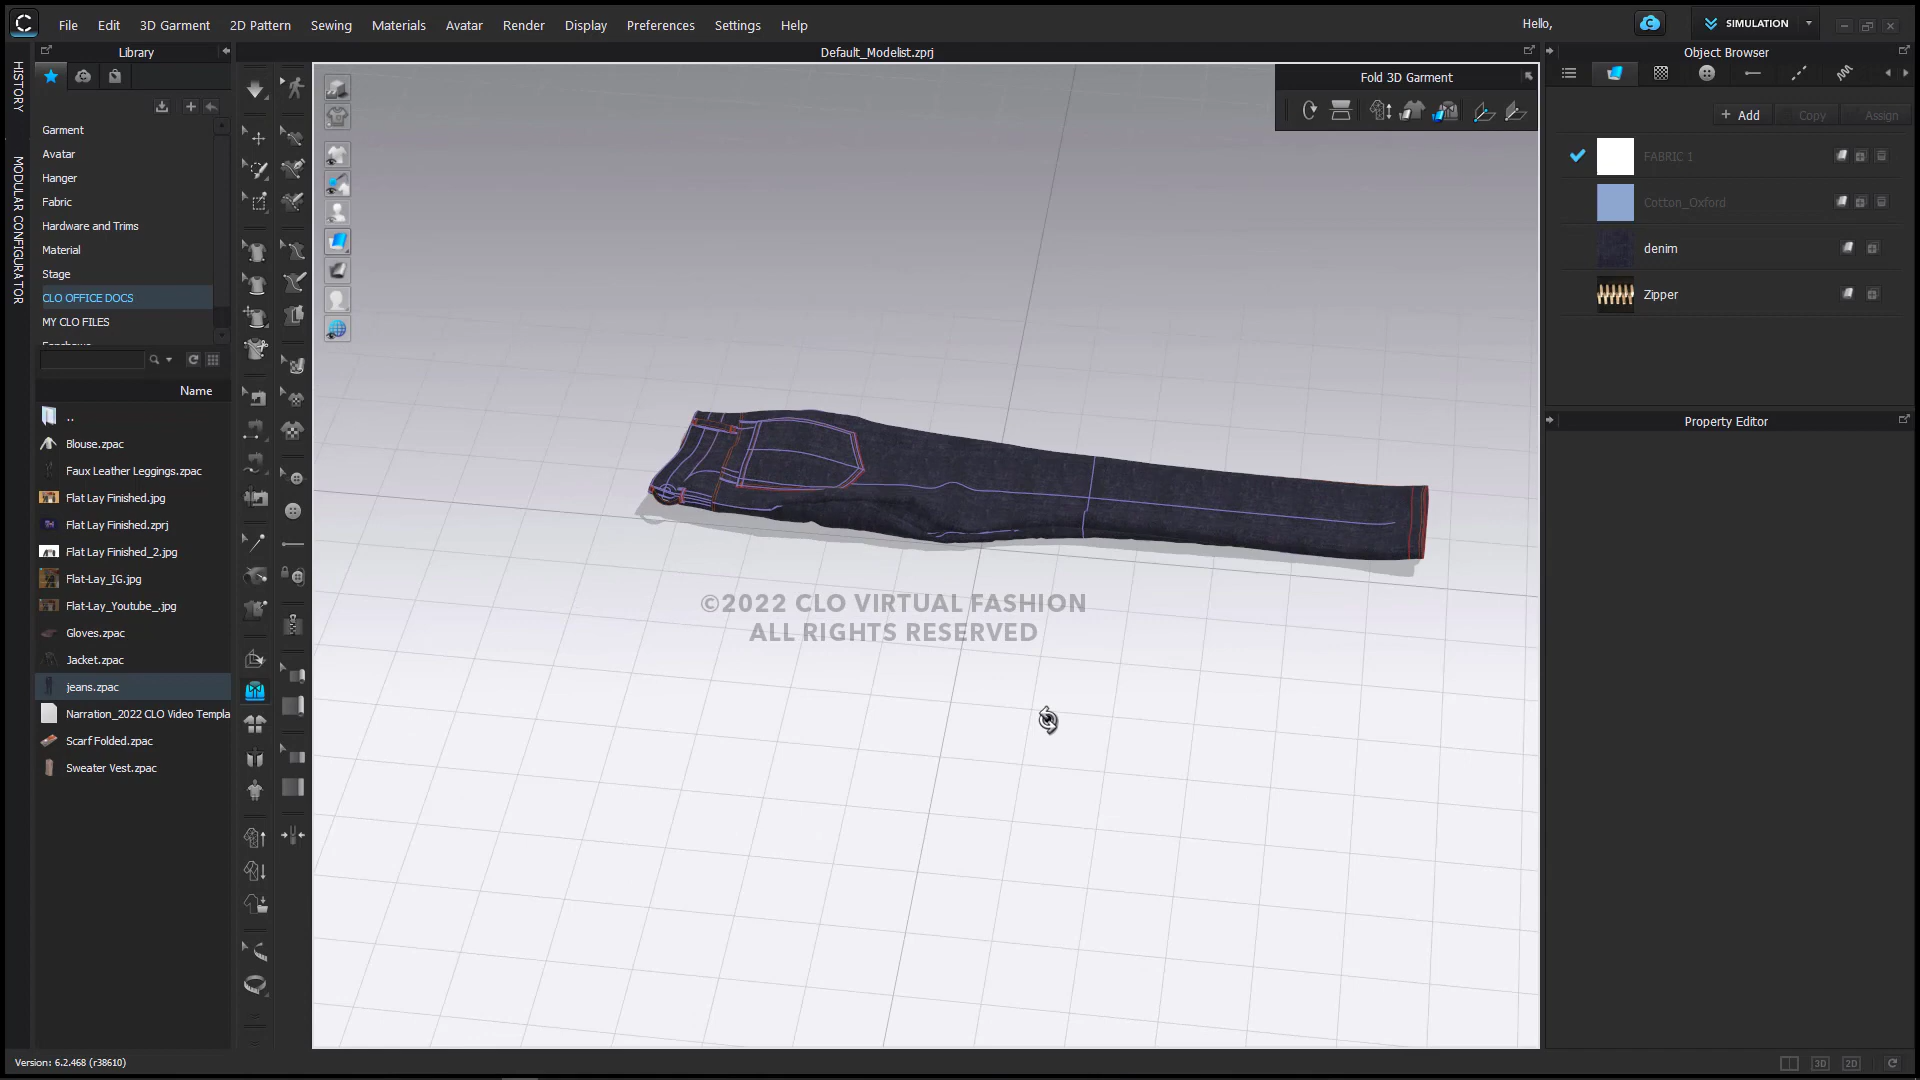 File Edit 3D Garment 2D Pattern Sewing Materials Avatar Render Display Preferences Settings Help
Hello,
SIMULATION
Library
Default_Modelist.zprj
Object Browser
HISTORY
MODULAR CONFIGURATOR
Fold 3D Garment
Garment
Avatar
Hanger
Fabric
Hardware and Trims
Material
Stage
CLO OFFICE DOCS
MY CLO FILES
Name
..
Blouse.zpac
Faux Leather Leggings.zpac
Flat Lay Finished.jpg
Flat Lay Finished.zprj
Flat Lay Finished_2.jpg
Flat-Lay_IG.jpg
Flat-Lay_Youtube_.jpg
Gloves.zpac
Jacket.zpac
jeans.zpac
Narration_2022 CLO Video Templa
Scarf Folded.zpac
Sweater Vest.zpac
©2022 CLO VIRTUAL FASHION
ALL RIGHTS RESERVED
+ Add Copy Assign
FABRIC 1
Cotton_Oxford
denim
Zipper
Property Editor
Version: 6.2.468 (r38610)
3D 2D